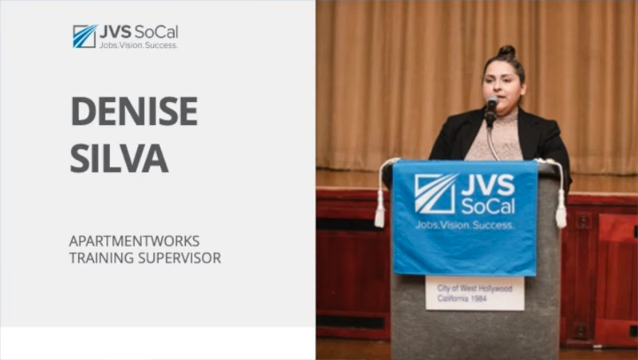 JVS SoCal
Jobs.Vision.Success.
DENISE
SILVA
APARTMENTWORKS
TRAINING SUPERVISOR
JVS
SoCal
Jobs.Vision.Success.
City of West Hollywood
California 1984